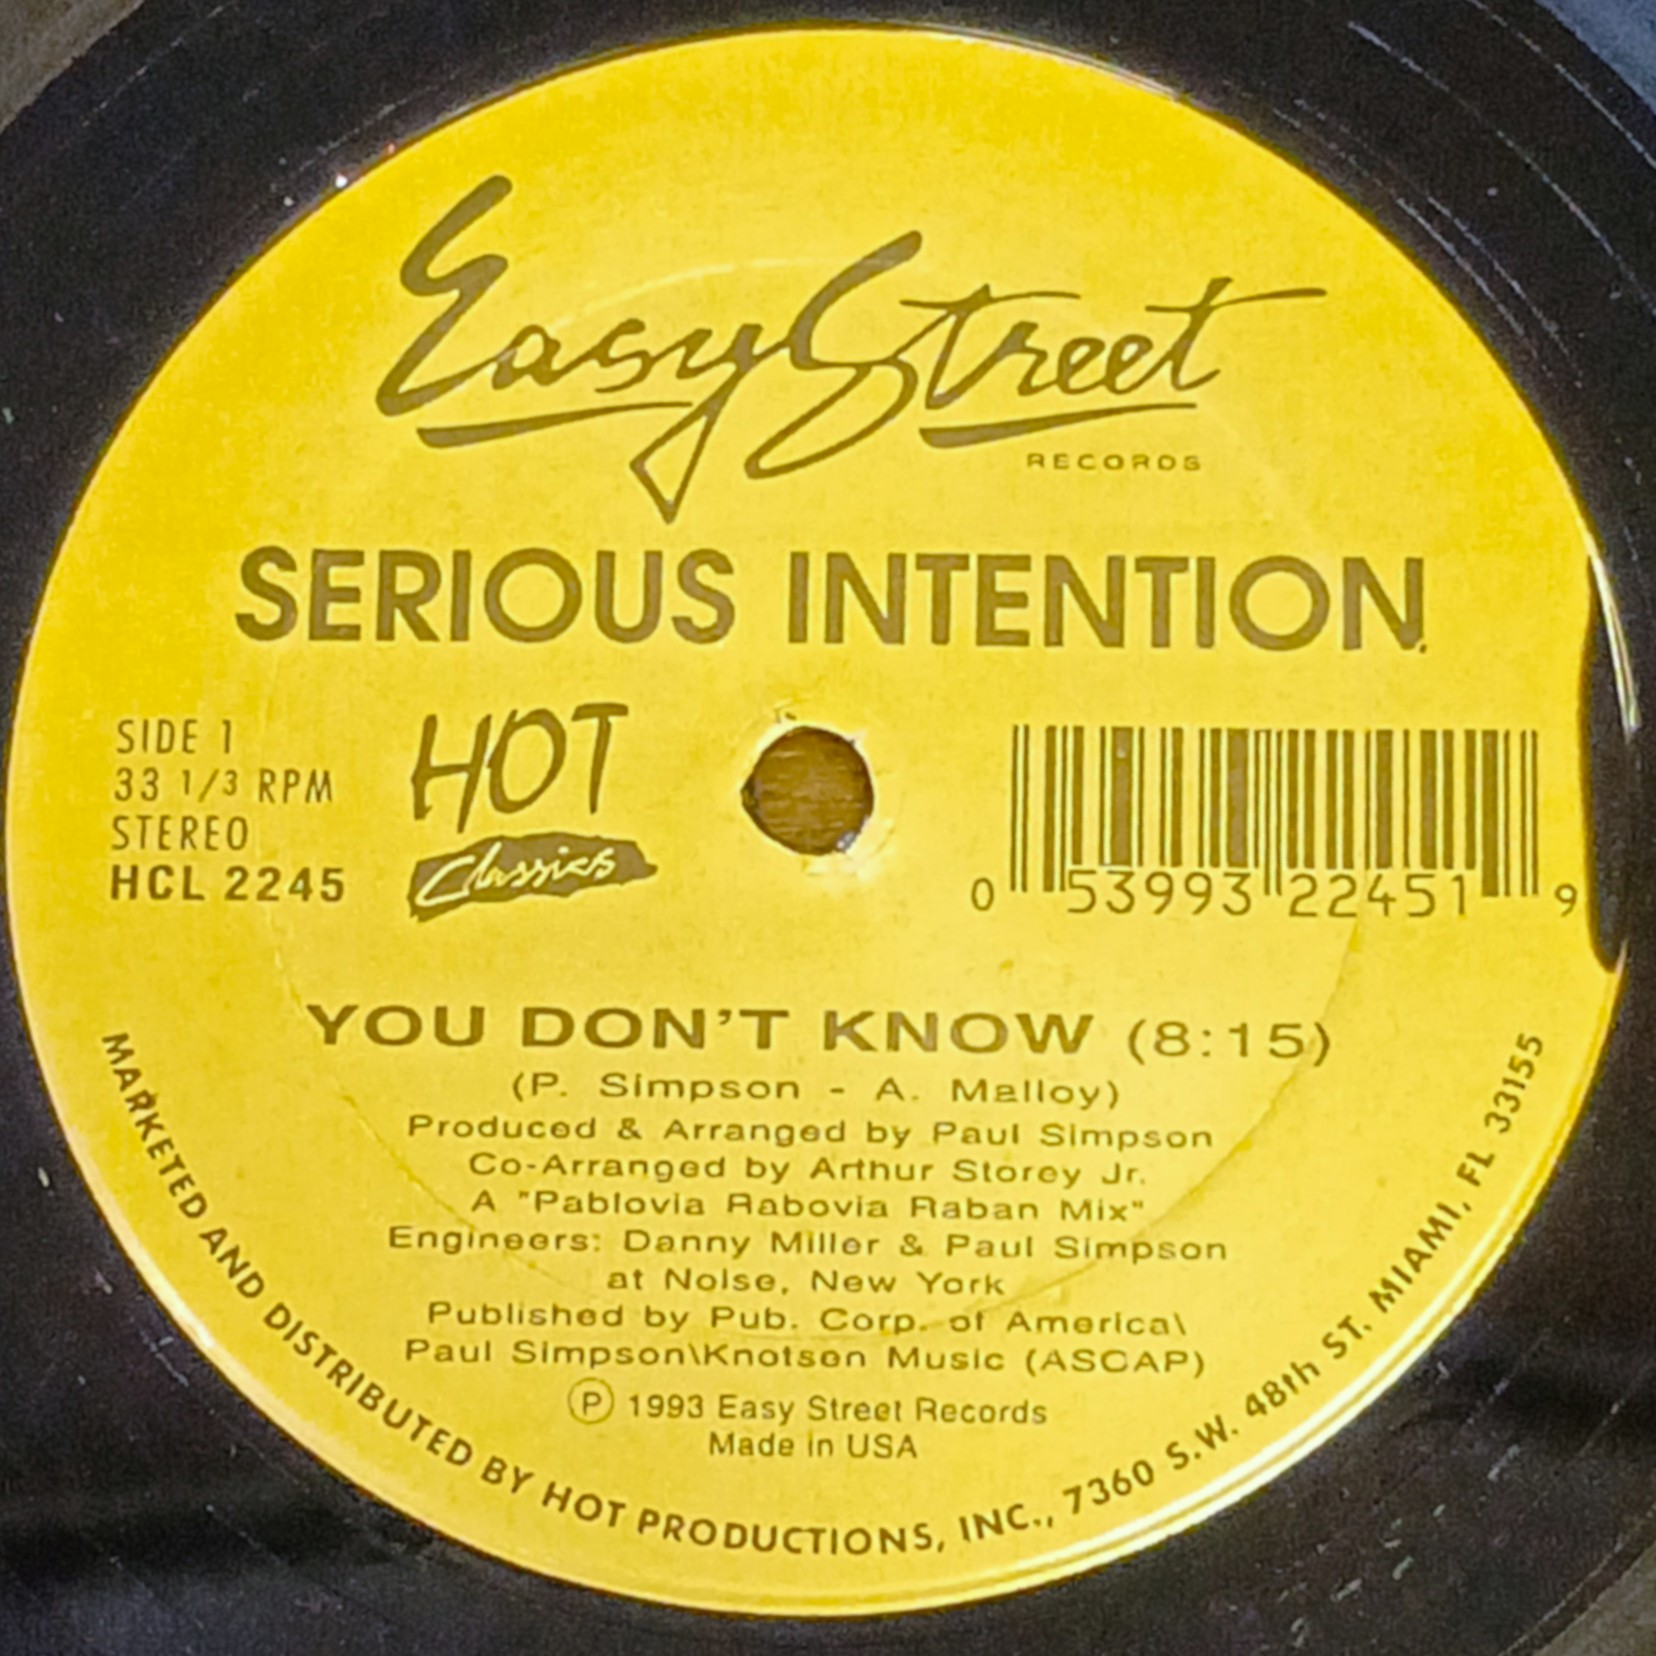 Easy Street
RECORDS
SERIOUS INTENTION
SIDE 1
33 1/3 RPM
STEREO
HCL 2245
HOT
Classics
0 53993 22451 9
YOU DON'T KNOW (8:15)
(P. Simpson - A. Malloy)
Produced & Arranged by Paul Simpson
Co-Arranged by Arthur Storey Jr.
A "Pablovia Rabovia Raban Mix"
Engineers: Danny Miller & Paul Simpson
at Noise, New York
Published by Pub. Corp. of America\
Paul Simpson\Knotsen Music (ASCAP)
Ⓟ 1993 Easy Street Records
Made in USA
MARKETED AND DISTRIBUTED BY HOT PRODUCTIONS, INC., 7360 S.W. 48th ST. MIAMI, FL 33155